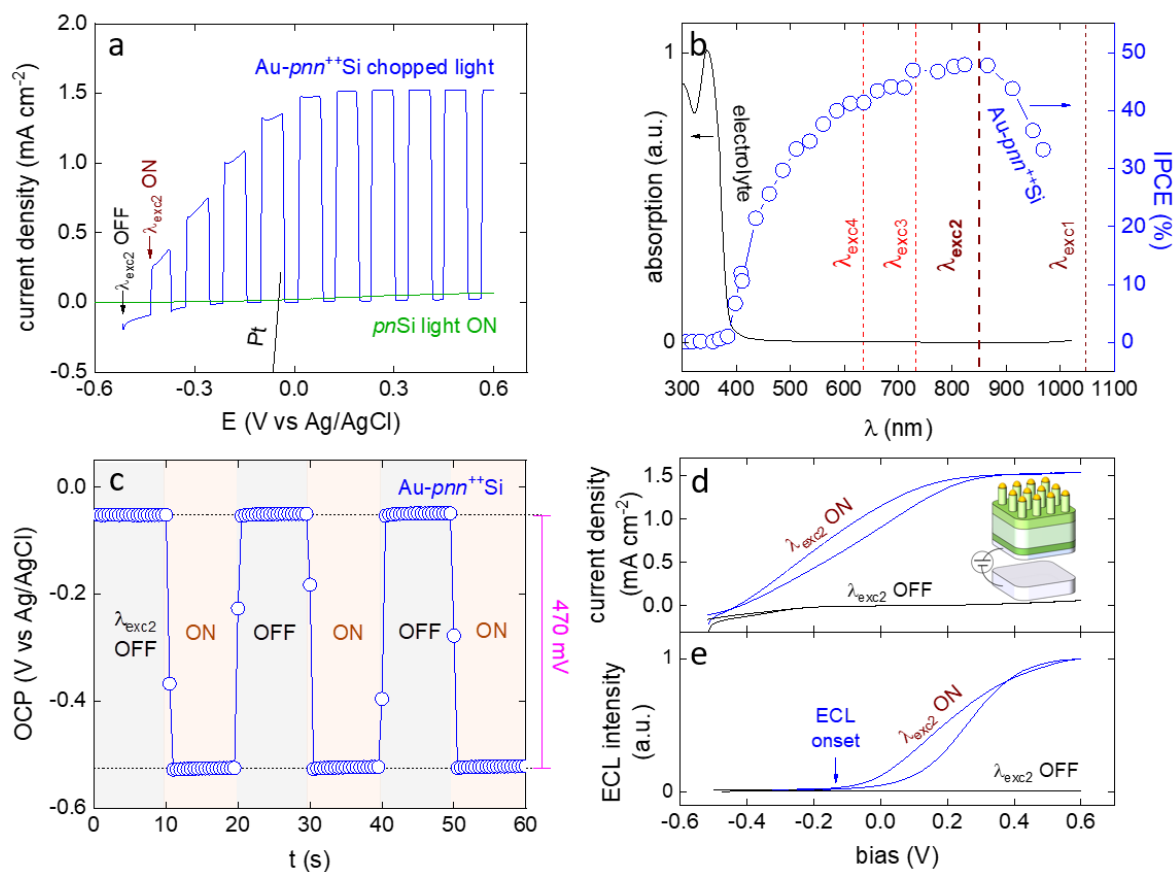 a
current density (mA cm⁻²)
2.0
1.5
1.0
0.5
0.0
-0.5
Au-pnn⁺⁺Si chopped light
λexc2 OFF
λexc2 ON
Pt
pnSi light ON
-0.6
-0.3
0.0
0.3
0.6
E (V vs Ag/AgCl)
b
absorption (a.u.)
1
0
electrolyte
λexc4
λexc3
λexc2
λexc1
Au-pnn⁺⁺Si
50
40
30
20
10
0
IPCE (%)
300 400 500 600 700 800 900 1000 1100
λ (nm)
c
OCP (V vs Ag/AgCl)
0.0
-0.2
-0.4
-0.6
Au-pnn⁺⁺Si
λexc2
OFF
ON
OFF
ON
OFF
ON
470 mV
0 10 20 30 40 50 60
t (s)
d
current density
(mA cm⁻²)
1.5
1.0
0.5
0.0
λexc2 ON
λexc2 OFF
e
ECL intensity
(a.u.)
1
0
ECL
onset
λexc2 ON
λexc2 OFF
-0.6 -0.4 -0.2 0.0 0.2 0.4 0.6
bias (V)